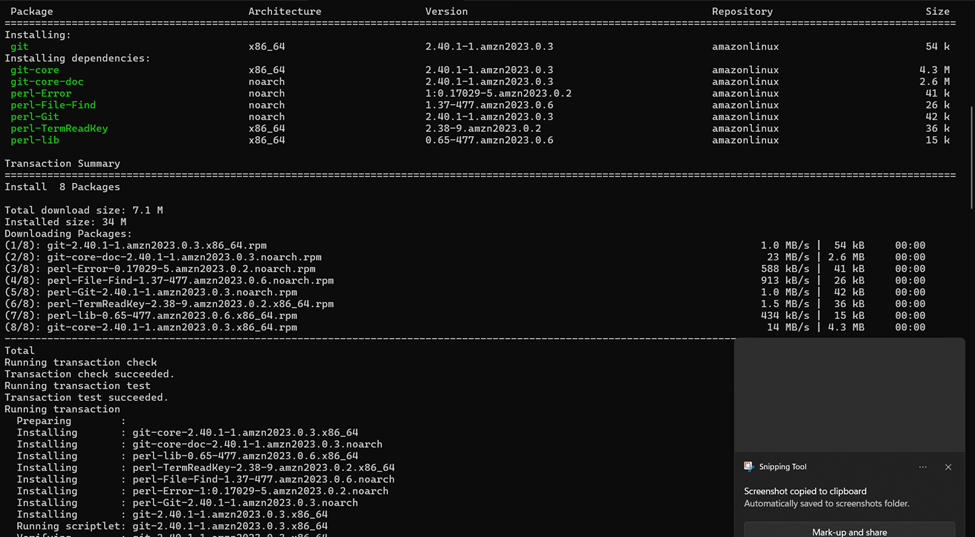 Package Architecture Version Repository Size
Installing:
git x86_64 2.40.1-1.amzn2023.0.3 amazonlinux 54 k
Installing dependencies:
git-core x86_64 2.40.1-1.amzn2023.0.3 amazonlinux 4.3 M
git-core-doc noarch 2.40.1-1.amzn2023.0.3 amazonlinux 2.6 M
perl-Error noarch 1:0.17029-5.amzn2023.0.2 amazonlinux 41 k
perl-File-Find noarch 1.37-477.amzn2023.0.6 amazonlinux 26 k
perl-Git noarch 2.40.1-1.amzn2023.0.3 amazonlinux 42 k
perl-TermReadKey x86_64 2.38-9.amzn2023.0.2 amazonlinux 36 k
perl-lib x86_64 0.65-477.amzn2023.0.6 amazonlinux 15 k
Transaction Summary
Install 8 Packages
Total download size: 7.1 M
Installed size: 34 M
Downloading Packages:
(1/8): git-2.40.1-1.amzn2023.0.3.x86_64.rpm 1.0 MB/s | 54 kB 00:00
(2/8): git-core-doc-2.40.1-1.amzn2023.0.3.noarch.rpm 23 MB/s | 2.6 MB 00:00
(3/8): perl-Error-0.17029-5.amzn2023.0.2.noarch.rpm 588 kB/s | 41 kB 00:00
(4/8): perl-File-Find-1.37-477.amzn2023.0.6.noarch.rpm 913 kB/s | 26 kB 00:00
(5/8): perl-Git-2.40.1-1.amzn2023.0.3.noarch.rpm 1.0 MB/s | 42 kB 00:00
(6/8): perl-TermReadKey-2.38-9.amzn2023.0.2.x86_64.rpm 1.5 MB/s | 36 kB 00:00
(7/8): perl-lib-0.65-477.amzn2023.0.6.x86_64.rpm 434 kB/s | 15 kB 00:00
(8/8): git-core-2.40.1-1.amzn2023.0.3.x86_64.rpm 14 MB/s | 4.3 MB 00:00
Total
Running transaction check
Transaction check succeeded.
Running transaction test
Transaction test succeeded.
Running transaction
Preparing :
Installing : git-core-2.40.1-1.amzn2023.0.3.x86_64
Installing : git-core-doc-2.40.1-1.amzn2023.0.3.noarch
Installing : perl-lib-0.65-477.amzn2023.0.6.x86_64
Installing : perl-TermReadKey-2.38-9.amzn2023.0.2.x86_64
Installing : perl-File-Find-1.37-477.amzn2023.0.6.noarch
Installing : perl-Error-1:0.17029-5.amzn2023.0.2.noarch
Installing : perl-Git-2.40.1-1.amzn2023.0.3.noarch
Installing : git-2.40.1-1.amzn2023.0.3.x86_64
Running scriptlet: git-2.40.1-1.amzn2023.0.3.x86_64
Snipping Tool
Screenshot copied to clipboard
Automatically saved to screenshots folder.
Mark-up and share